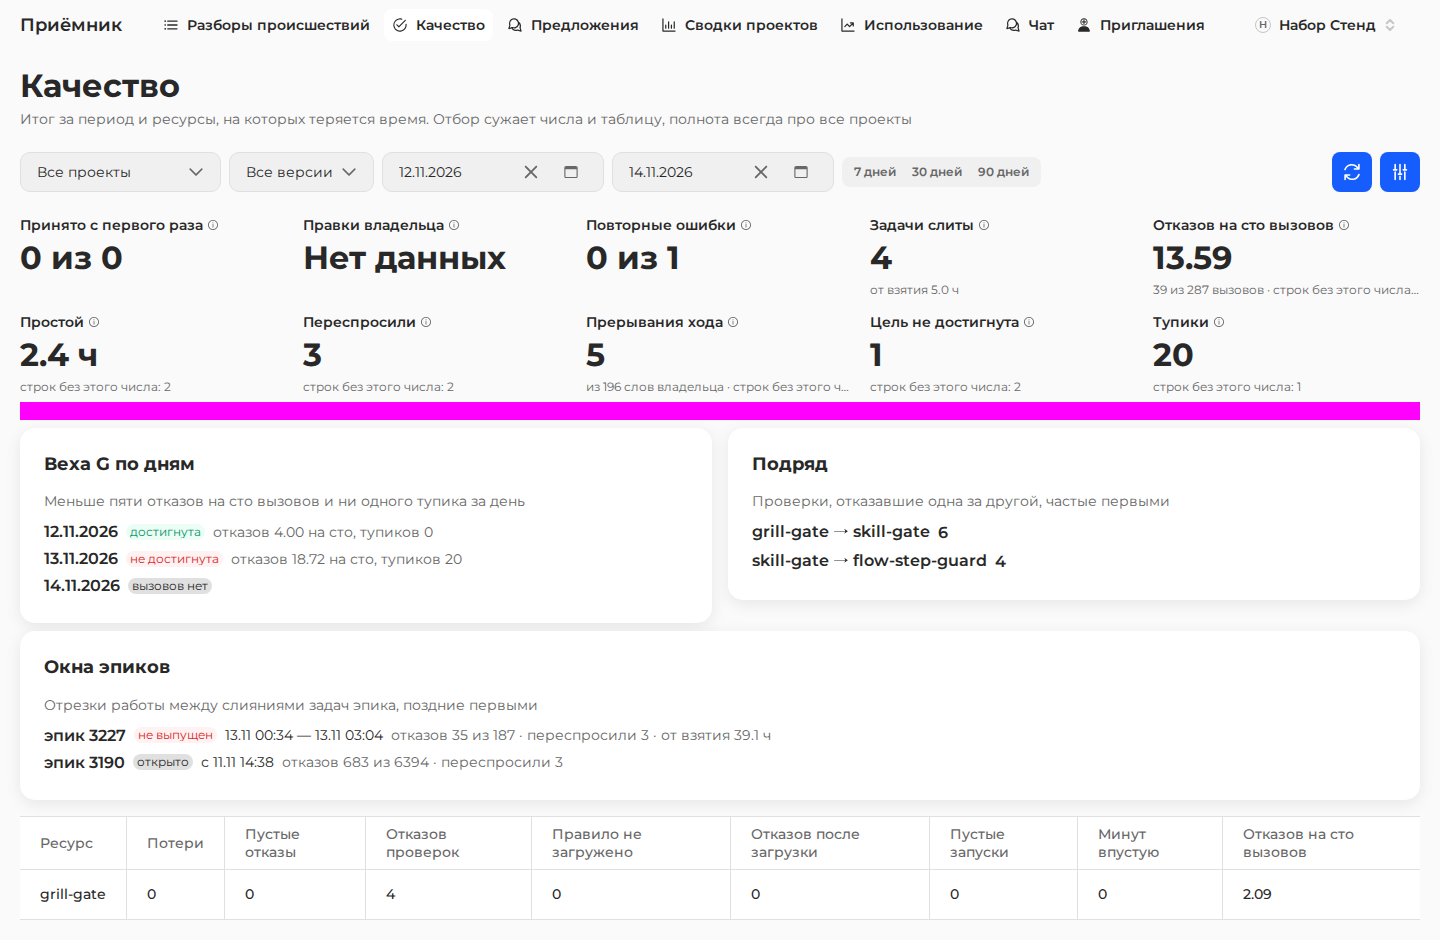 Приёмник
Разборы происшествий
Качество
Предложения
Сводки проектов
Использование
Чат
Приглашения
Н Набор Стенд
Качество
Итог за период и ресурсы, на которых теряется время. Отбор сужает числа и таблицу, полнота всегда про все проекты
Все проекты
Все версии
12.11.2026
14.11.2026
7 дней 30 дней 90 дней
Принято с первого раза
0 из 0
Правки владельца
Нет данных
Повторные ошибки
0 из 1
Задачи слиты
4
от взятия 5.0 ч
Отказов на сто вызовов
13.59
39 из 287 вызовов · строк без этого числа...
Простой
2.4 ч
строк без этого числа: 2
Переспросили
3
строк без этого числа: 2
Прерывания хода
5
из 196 слов владельца · строк без этого ч...
Цель не достигнута
1
строк без этого числа: 2
Тупики
20
строк без этого числа: 1
Веха G по дням
Меньше пяти отказов на сто вызовов и ни одного тупика за день
12.11.2026 достигнута отказов 4.00 на сто, тупиков 0
13.11.2026 не достигнута отказов 18.72 на сто, тупиков 20
14.11.2026 вызовов нет
Подряд
Проверки, отказавшие одна за другой, частые первыми
grill-gate → skill-gate 6
skill-gate → flow-step-guard 4
Окна эпиков
Отрезки работы между слияниями задач эпика, поздние первыми
эпик 3227 не выпущен 13.11 00:34 — 13.11 03:04 отказов 35 из 187 · переспросили 3 · от взятия 39.1 ч
эпик 3190 открыто с 11.11 14:38 отказов 683 из 6394 · переспросили 3
Ресурс
Потери
Пустые отказы
Отказов проверок
Правило не загружено
Отказов после загрузки
Пустые запуски
Минут впустую
Отказов на сто вызовов
grill-gate 0 0 4 0 0 0 0 2.09